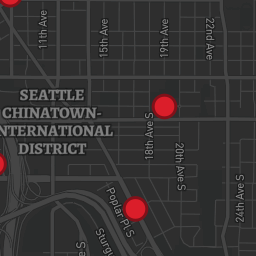 11th Ave
15th Ave
19th Ave
22nd Ave
SEATTLE
CHINATOWN-
INTERNATIONAL
DISTRICT
18th Ave S
20th Ave S
24th Ave S
Poplar Pl S
Sturg
S